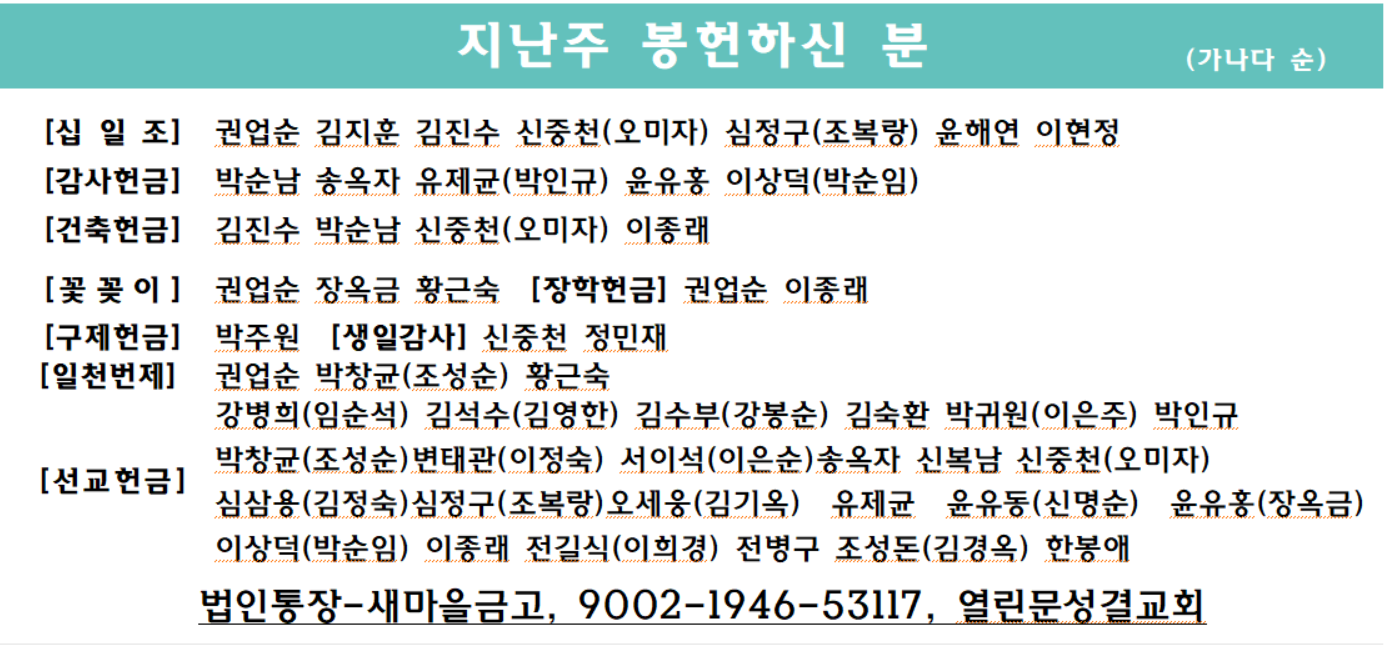 지난주 봉헌하신 분 (가나다 순)
[십 일 조] 권업순 김지훈 김진수 신중천(오미자) 심정구(조복랑) 윤해연 이현정
[감사헌금] 박순남 송옥자 유제균(박인규) 윤유홍 이상덕(박순임)
[건축헌금] 김진수 박순남 신중천(오미자) 이종래
[꽃 꽂 이] 권업순 장옥금 황근숙 [장학헌금] 권업순 이종래
[구제헌금] 박주원 [생일감사] 신중천 정민재
[일천번제] 권업순 박창균(조성순) 황근숙
[선교헌금] 강병희(임순석) 김석수(김영한) 김수부(강봉순) 김숙환 박귀원(이은주) 박인규
박창균(조성순)변태관(이정숙) 서이석(이은순)송옥자 신복남 신중천(오미자)
심삼용(김정숙)심정구(조복랑)오세웅(김기옥) 유제균 윤유동(신명순) 윤유홍(장옥금)
이상덕(박순임) 이종래 전길식(이희경) 전병구 조성돈(김경옥) 한봉애
법인통장-새마을금고, 9002-1946-53117, 열린문성결교회